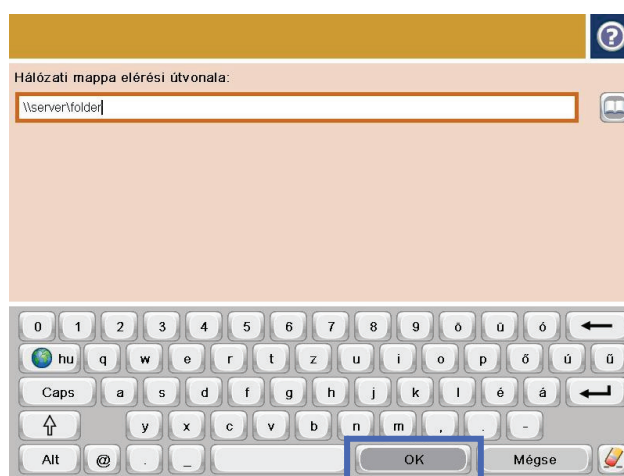 ?
Hálózati mappa elérési útvonala:
\\server\folder
0 1 2 3 4 5 6 7 8 9 ö ü ó
hu q w e r t z u i o p ő ú ű
Caps a s d f g h j k l é á
y x c v b n m , . -
Alt @ . _ OK Mégse